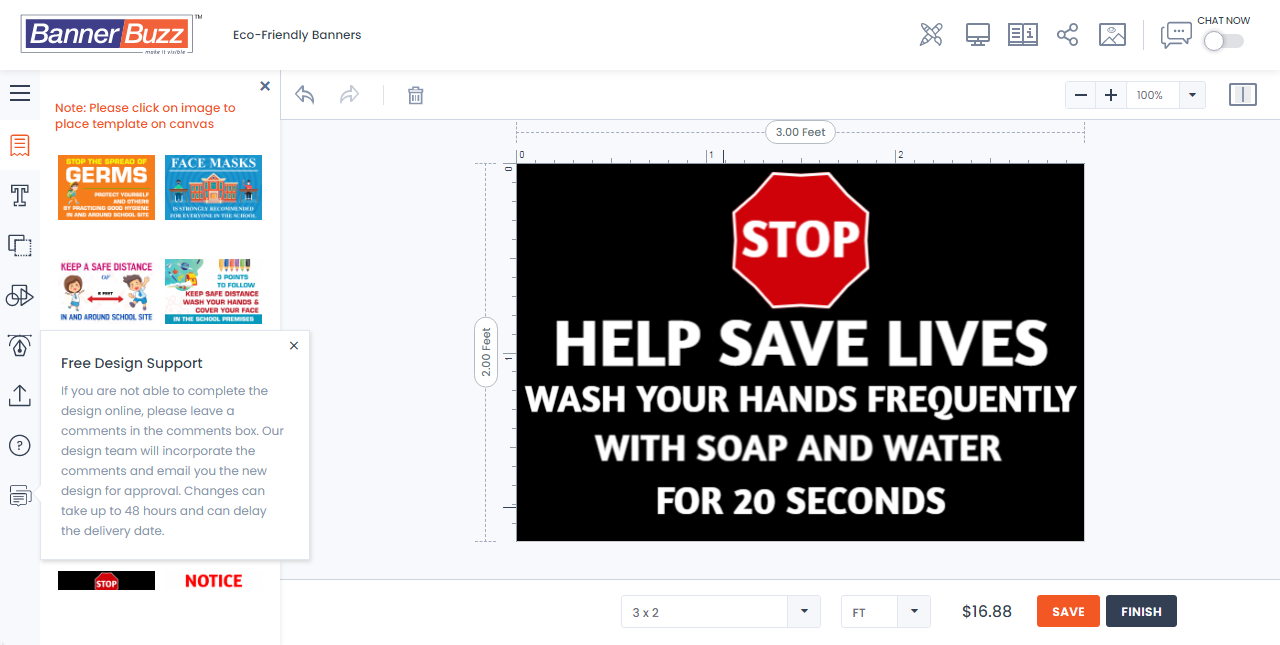 BannerBuzz
TM
make it visible
Eco-Friendly Banners
CHAT NOW
Note: Please click on image to
place template on canvas
100%
3.00 Feet
0
1
2
0
1
2.00 Feet
STOP THE SPREAD OF
GERMS
PROTECT YOURSELF
AND OTHERS
BY PRACTICING GOOD HYGIENE
IN AND AROUND SCHOOL SITE
FACE MASKS
IS STRONGLY RECOMMENDED
FOR EVERYONE IN THE SCHOOL
KEEP A SAFE DISTANCE
6 FEET
IN AND AROUND SCHOOL SITE
3 POINTS
TO FOLLOW
KEEP SAFE DISTANCE
WASH YOUR HANDS &
COVER YOUR FACE
IN THE SCHOOL PREMISES
Free Design Support
If you are not able to complete the
design online, please leave a
comments in the comments box. Our
design team will incorporate the
comments and email you the new
design for approval. Changes can
take up to 48 hours and can delay
the delivery date.
STOP
NOTICE
STOP
HELP SAVE LIVES
WASH YOUR HANDS FREQUENTLY
WITH SOAP AND WATER
FOR 20 SECONDS
3 x 2
FT
$16.88
SAVE
FINISH